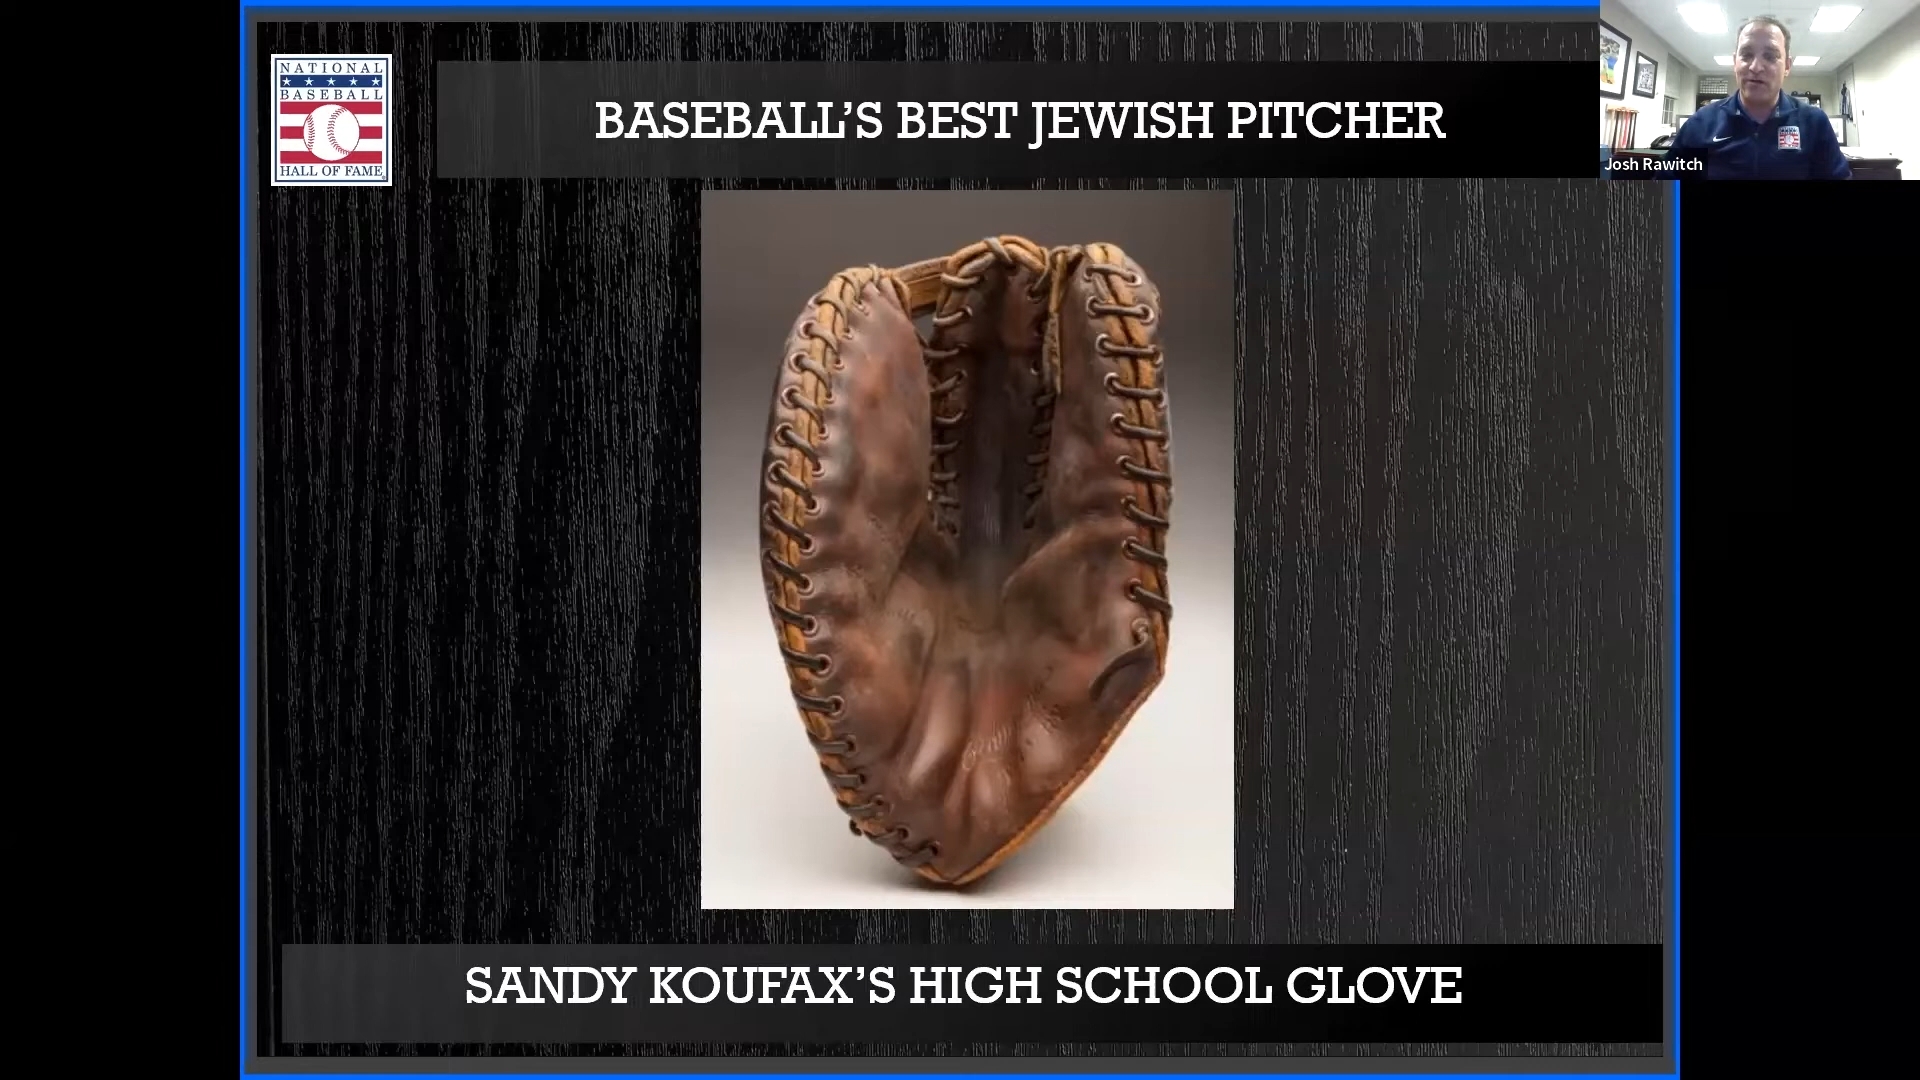 NATIONAL
BASEBALL
HALL OF FAME
BASEBALL'S BEST JEWISH PITCHER
Josh Rawitch
SANDY KOUFAX'S HIGH SCHOOL GLOVE